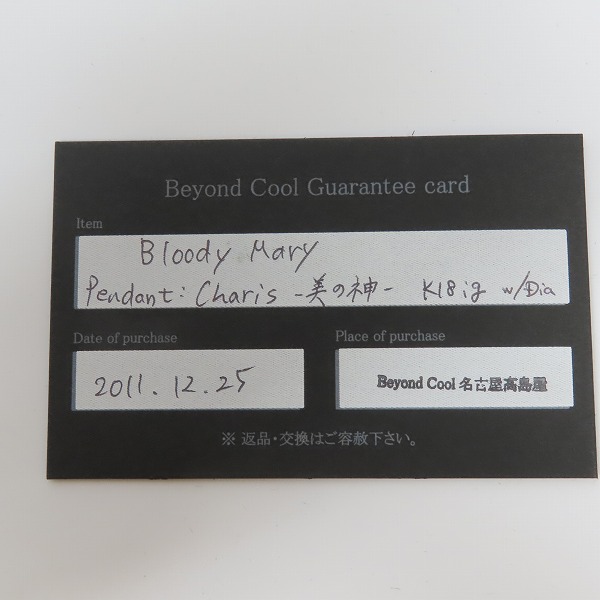 Beyond Cool Guarantee card
Item
Bloody Mary
Pendant: Charis -美の神- K18ig w/Dia
Date of purchase
Place of purchase
2011.12.25
Beyond Cool 名古屋高島屋
※ 返品・交換はご容赦下さい。